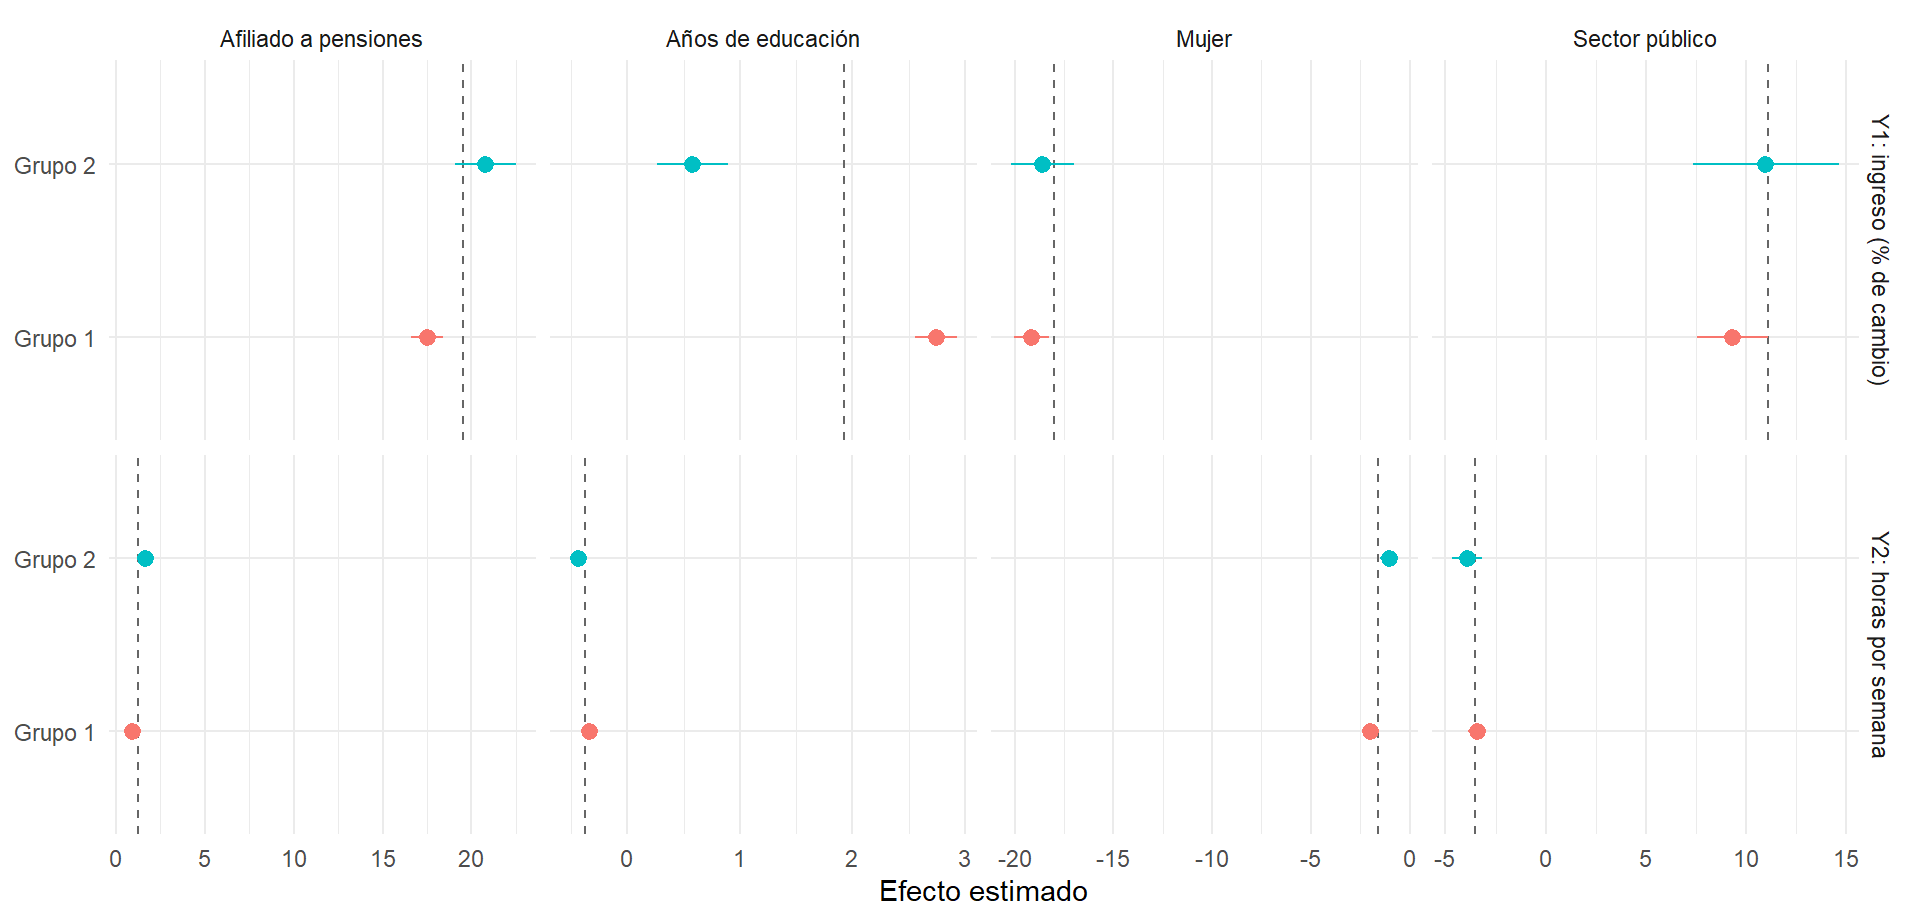 Afiliado a pensiones
Años de educación
Mujer
Sector público
Grupo 2
Grupo 1
Y1: ingreso (% de cambio)
Grupo 2
Grupo 1
Y2: horas por semana
0 5 10 15 20
0 1 2 3
-20 -15 -10 -5 0
-5 0 5 10 15
Efecto estimado